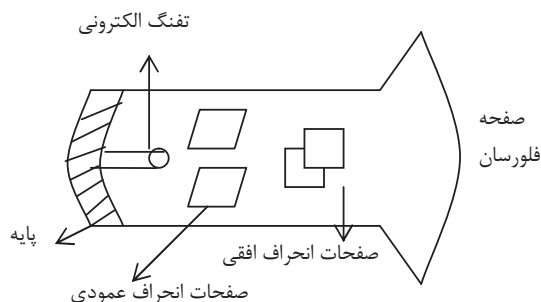 تفنگ الکترونی
صفحه
فلورسان
پایه
صفحات انحراف افقی
صفحات انحراف عمودی